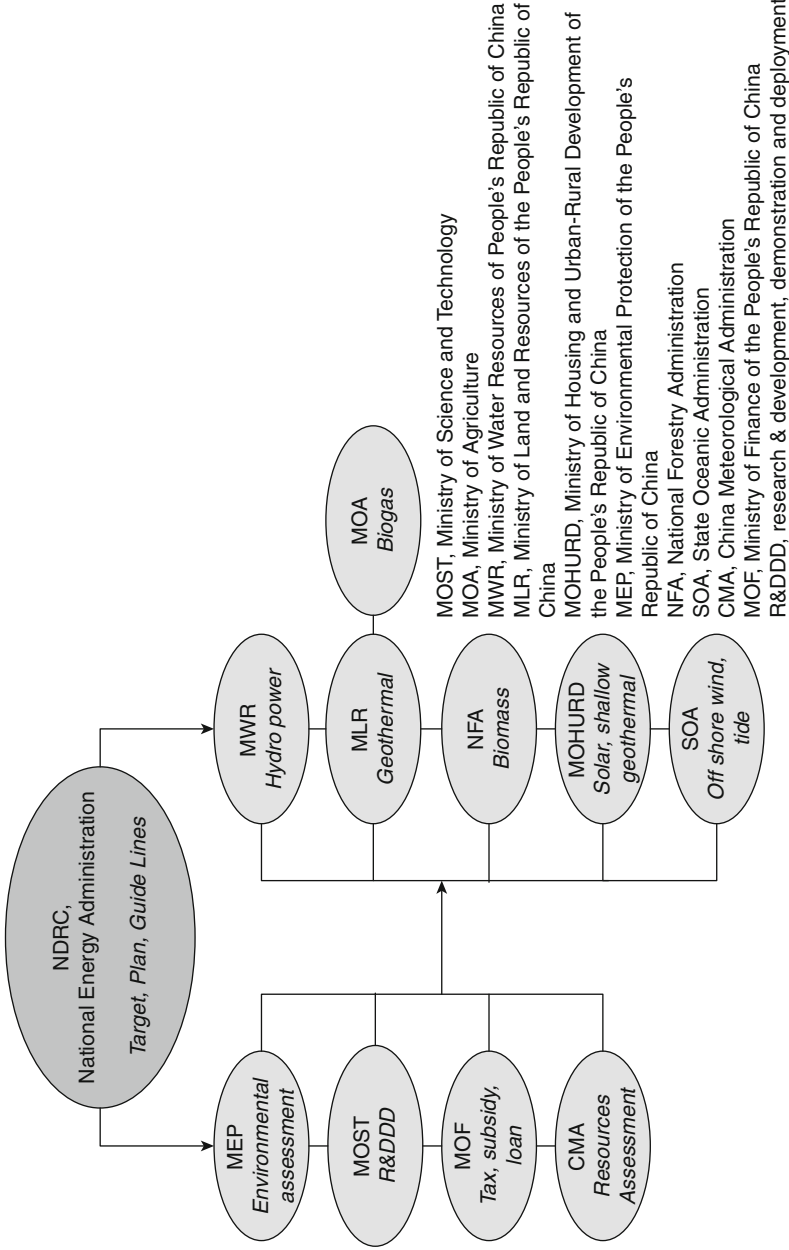 NDRC,
National Energy Administration
Target, Plan, Guide Lines
MEP
Environmental
assessment
MOST
R&DDD
MOF
Tax, subsidy,
loan
CMA
Resources
Assessment
MWR
Hydro power
MLR
Geothermal
NFA
Biomass
MOHURD
Solar, shallow
geothermal
SOA
Off shore wind,
tide
MOA
Biogas
MOST, Ministry of Science and Technology
MOA, Ministry of Agriculture
MWR, Ministry of Water Resources of People's Republic of China
MLR, Ministry of Land and Resources of the People's Republic of
China
MOHURD, Ministry of Housing and Urban-Rural Development of
the People's Republic of China
MEP, Ministry of Environmental Protection of the People's
Republic of China
NFA, National Forestry Administration
SOA, State Oceanic Administration
CMA, China Meteorological Administration
MOF, Ministry of Finance of the People's Republic of China
R&DDD, research & development, demonstration and deployment